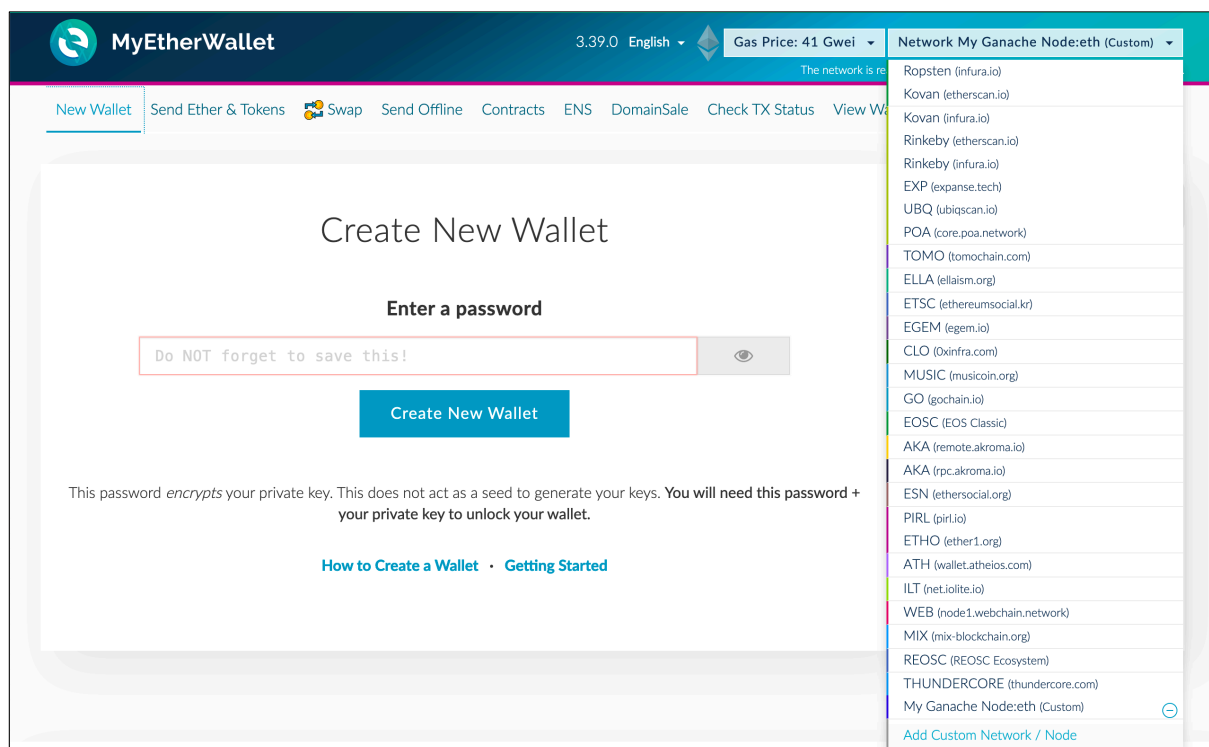 MyEtherWallet
3.39.0 English
Gas Price: 41 Gwei
Network My Ganache Node:eth (Custom)
The network is re
New Wallet
Send Ether & Tokens
Swap
Send Offline
Contracts
ENS
DomainSale
Check TX Status
View Wa
Create New Wallet
Enter a password
Do NOT forget to save this!
Create New Wallet
This password encrypts your private key. This does not act as a seed to generate your keys. You will need this password +
your private key to unlock your wallet.
How to Create a Wallet · Getting Started
Ropsten (infura.io)
Kovan (etherscan.io)
Kovan (infura.io)
Rinkeby (etherscan.io)
Rinkeby (infura.io)
EXP (expanse.tech)
UBQ (ubiqscan.io)
POA (core.poa.network)
TOMO (tomochain.com)
ELLA (ellaism.org)
ETSC (ethereumsocial.kr)
EGEM (egem.io)
CLO (0xinfra.com)
MUSIC (musicoin.org)
GO (gochain.io)
EOSC (EOS Classic)
AKA (remote.akroma.io)
AKA (rpc.akroma.io)
ESN (ethersocial.org)
PIRL (pirl.io)
ETHO (ether1.org)
ATH (wallet.atheios.com)
ILT (net.iolite.io)
WEB (node1.webchain.network)
MIX (mix-blockchain.org)
REOSC (REOSC Ecosystem)
THUNDERCORE (thundercore.com)
My Ganache Node:eth (Custom)
Add Custom Network / Node